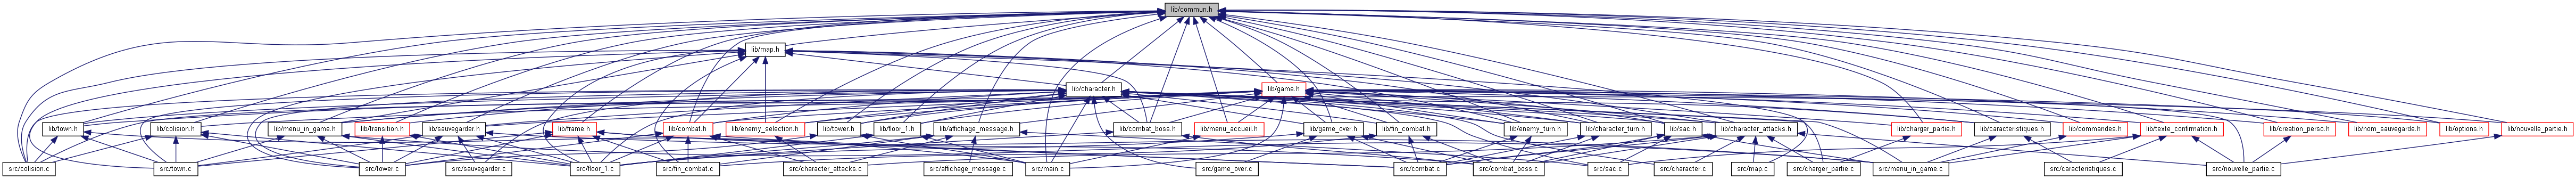 lib/commun.h
lib/map.h
lib/character.h
lib/game.h
lib/town.h
lib/colision.h
lib/menu_in_game.h
lib/transition.h
lib/sauvegarder.h
lib/frame.h
lib/combat.h
lib/enemy_selection.h
lib/tower.h
lib/floor_1.h
lib/affichage_message.h
lib/combat_boss.h
lib/menu_accueil.h
lib/game_over.h
lib/fin_combat.h
lib/enemy_turn.h
lib/character_turn.h
lib/sac.h
lib/character_attacks.h
lib/charger_partie.h
lib/caracteristiques.h
lib/commandes.h
lib/texte_confirmation.h
lib/creation_perso.h
lib/nom_sauvegarde.h
lib/options.h
lib/nouvelle_partie.h
src/colision.c
src/town.c
src/tower.c
src/sauvegarder.c
src/floor_1.c
src/fin_combat.c
src/character_attacks.c
src/affichage_message.c
src/main.c
src/game_over.c
src/combat.c
src/combat_boss.c
src/sac.c
src/character.c
src/map.c
src/charger_partie.c
src/menu_in_game.c
src/caracteristiques.c
src/nouvelle_partie.c